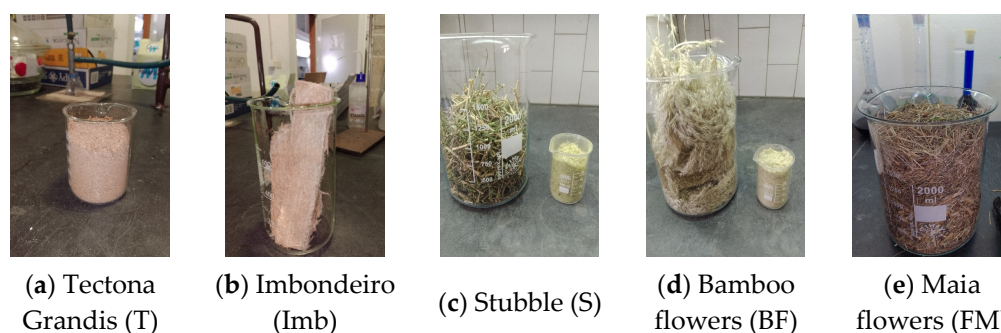 2000
ml
(a) Tectona
Grandis (T)
(b) Imbondeiro
(Imb)
(c) Stubble (S)
(d) Bamboo
flowers (BF)
(e) Maia
flowers (FM